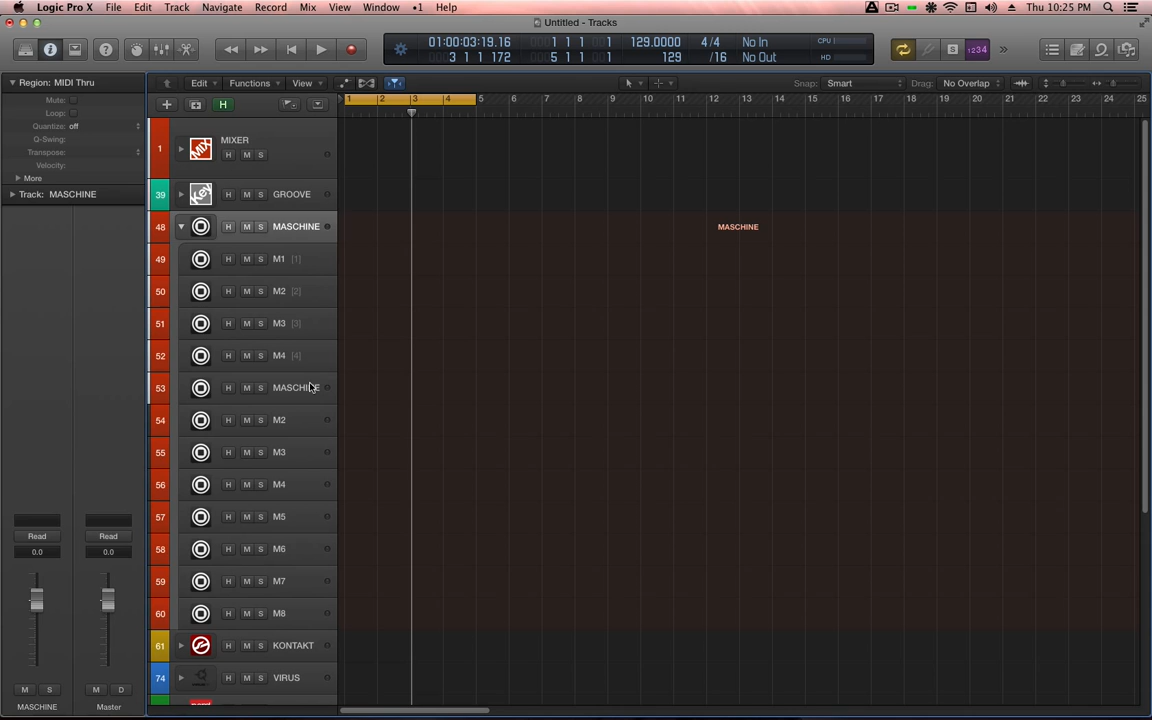 Logic Pro X File Edit Track Navigate Record Mix View Window •1 Help Thu 10:25 PM
Untitled - Tracks
01:00:03:19.16 1 1 1 1 129.0000 4/4 No In CPU
3 1 1 172 5 1 1 1 129 /16 No Out HD
S 1234
Region: MIDI Thru
Edit Functions View Snap: Smart Drag: No Overlap
Mute:
Loop:
Quantize: off
Q-Swing:
Transpose:
Velocity:
More
Track: MASCHINE
H
1 2 3 4 5 6 7 8 9 10 11 12 13 14 15 16 17 18 19 20 21 22 23 24 25
1 MIX MIXER
H M S
39 Key H M S GROOVE
48 H M S MASCHINE
MASCHINE
49 H M S M1 [1]
50 H M S M2 [2]
51 H M S M3 [3]
52 H M S M4 [4]
53 H M S MASCHINE
54 H M S M2
55 H M S M3
56 H M S M4
57 H M S M5
58 H M S M6
59 H M S M7
60 H M S M8
61 H M S KONTAKT
74 H M S VIRUS
Read Read
0.0 0.0
M S M D
MASCHINE Master